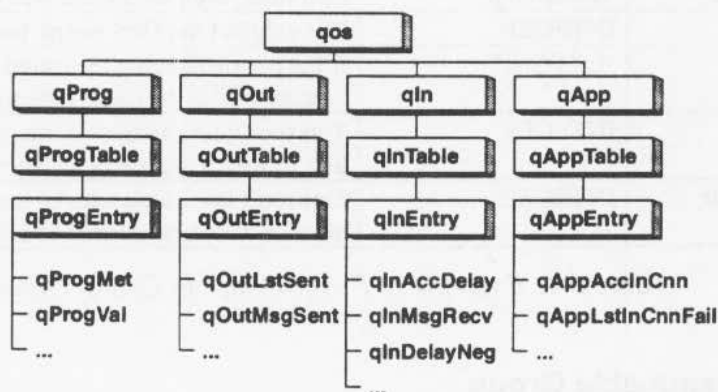 qos
qProg qOut qIn qApp
qProgTable qOutTable qInTable qAppTable
qProgEntry qOutEntry qInEntry qAppEntry
qProgMet qOutLstSent qInAccDelay qAppAccInCnn
qProgVal qOutMsgSent qInMsgRecv qAppLstInCnnFail
... ... qInDelayNeg ...
...